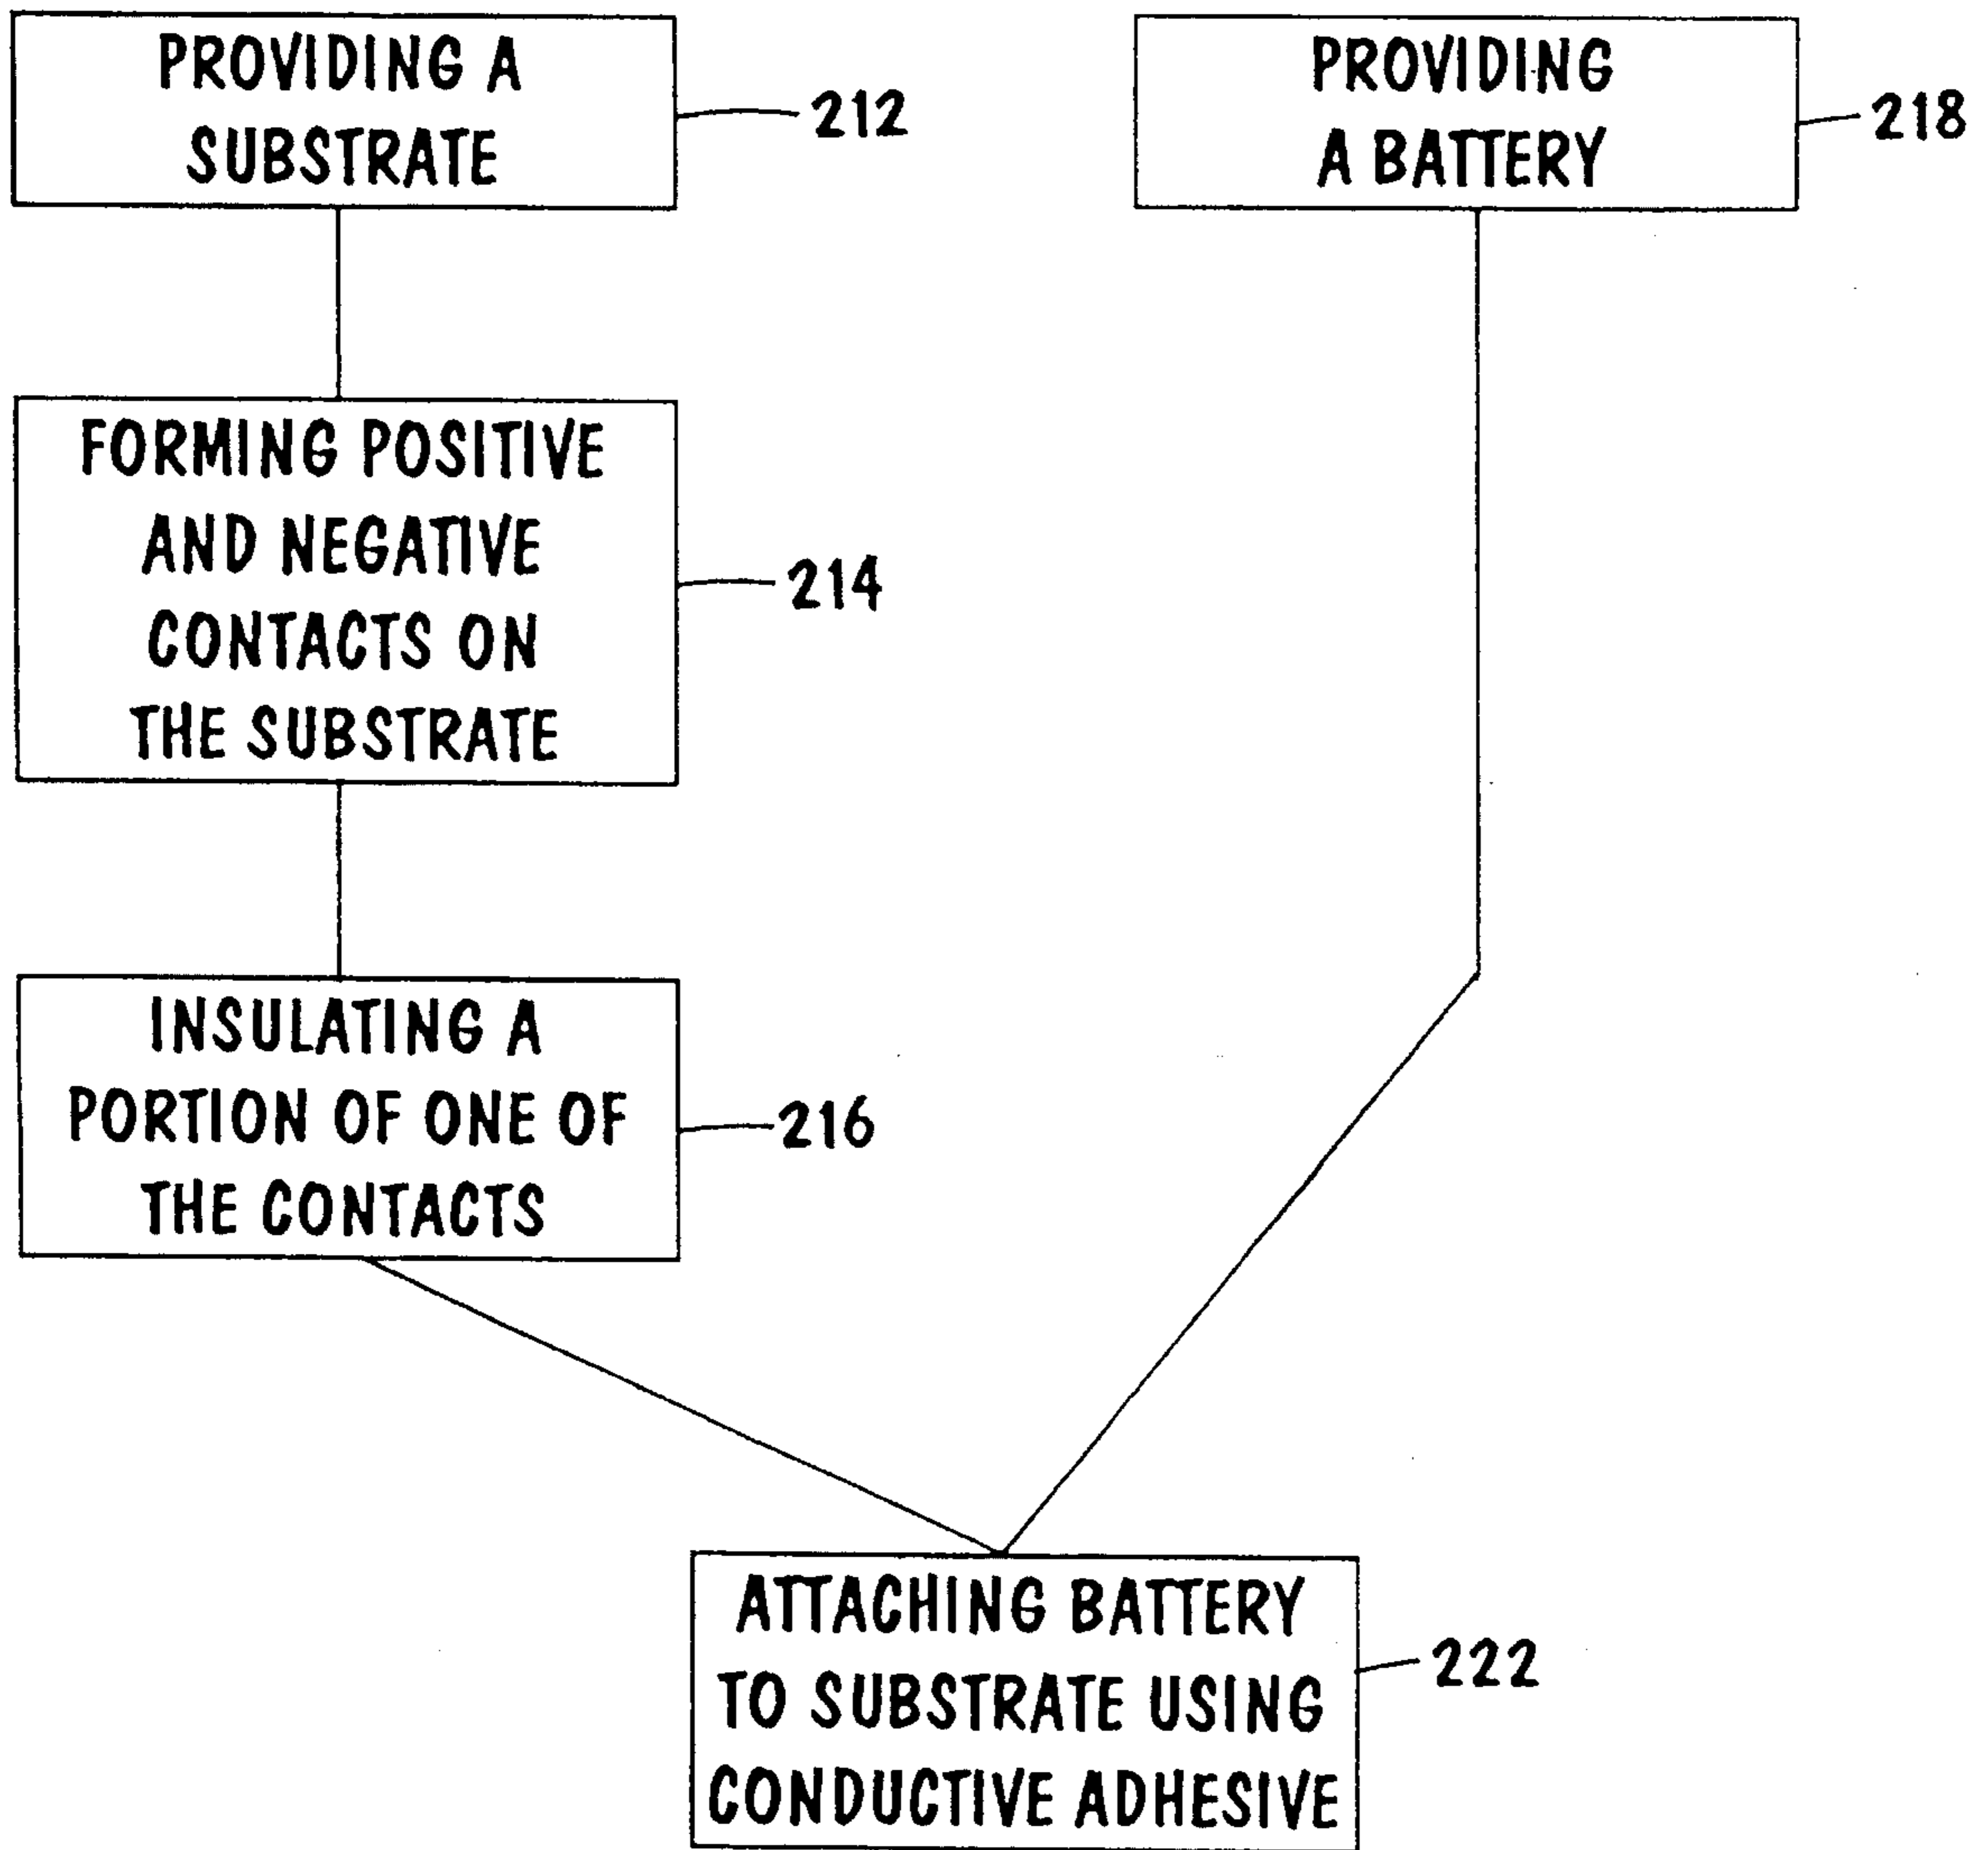 PROVIDING A
SUBSTRATE
212
PROVIDING
A BATTERY
218
FORMING POSITIVE
AND NEGATIVE
CONTACTS ON
THE SUBSTRATE
214
INSULATING A
PORTION OF ONE OF
THE CONTACTS
216
ATTACHING BATTERY
TO SUBSTRATE USING
CONDUCTIVE ADHESIVE
222